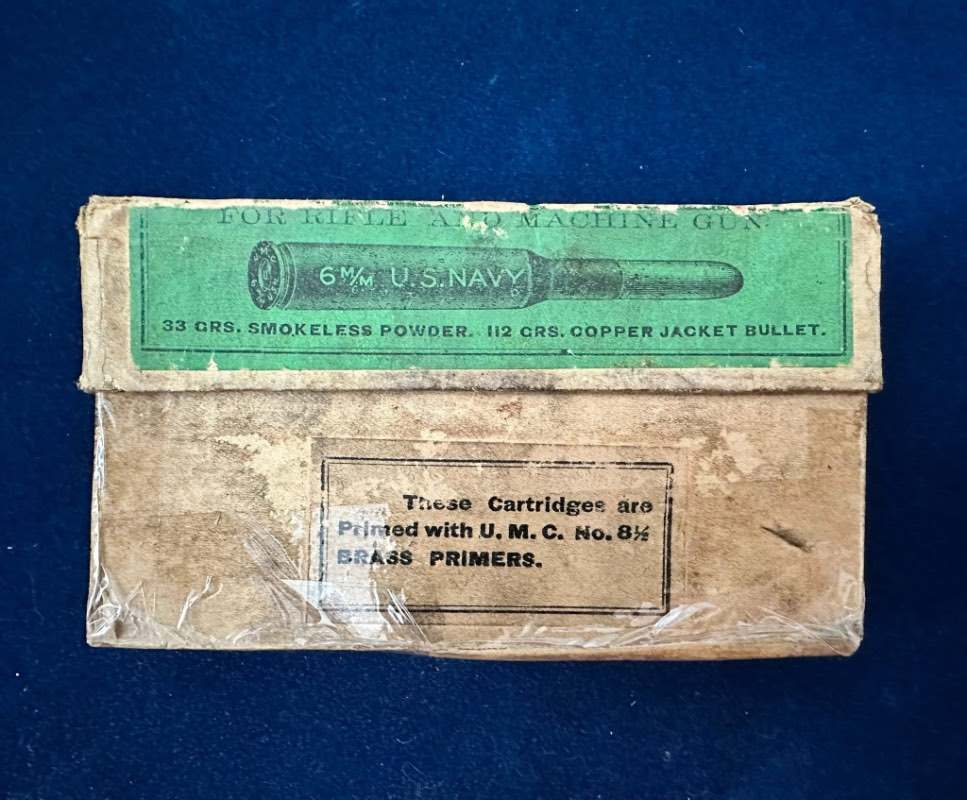 FOR RIFLE AND MACHINE GUN.
6 M/M U.S. NAVY
33 GRS. SMOKELESS POWDER. 112 GRS. COPPER JACKET BULLET.
These Cartridges are
Primed with U. M. C. No. 8½
BRASS PRIMERS.